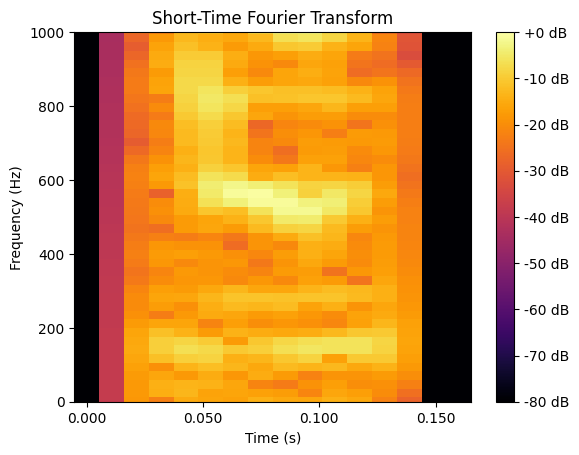 Short-Time Fourier Transform
1000
800
600
400
200
0
Frequency (Hz)
0.000
0.050
0.100
0.150
Time (s)
+0 dB
-10 dB
-20 dB
-30 dB
-40 dB
-50 dB
-60 dB
-70 dB
-80 dB